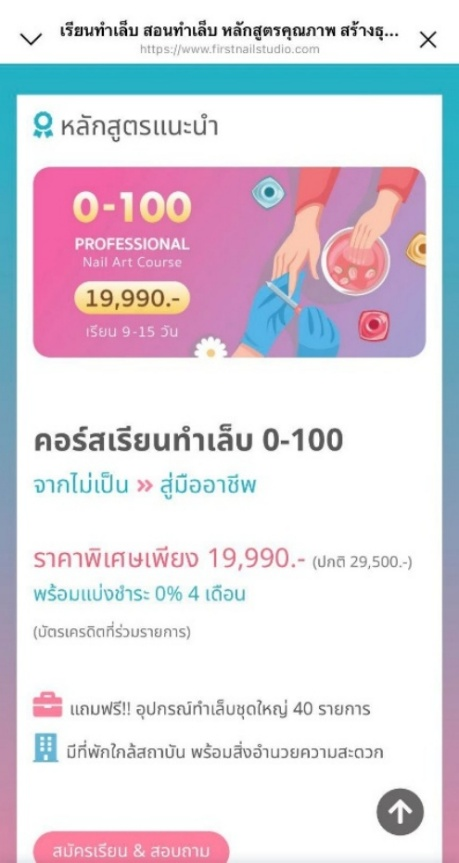 เรียนทำเล็บ สอนทำเล็บ หลักสูตรคุณภาพ สร้างธุ...
https://www.firstnailstudio.com
หลักสูตรแนะนำ
0-100
PROFESSIONAL
Nail Art Course
19,990.-
เรียน 9-15 วัน
คอร์สเรียนทำเล็บ 0-100
จากไม่เป็น » สู่มืออาชีพ
ราคาพิเศษเพียง 19,990.- (ปกติ 29,500.-)
พร้อมแบ่งชำระ 0% 4 เดือน
(บัตรเครดิตที่ร่วมรายการ)
แถมฟรี!! อุปกรณ์ทำเล็บชุดใหญ่ 40 รายการ
มีที่พักใกล้สถาบัน พร้อมสิ่งอำนวยความสะดวก
สมัครเรียน & สอบถาม